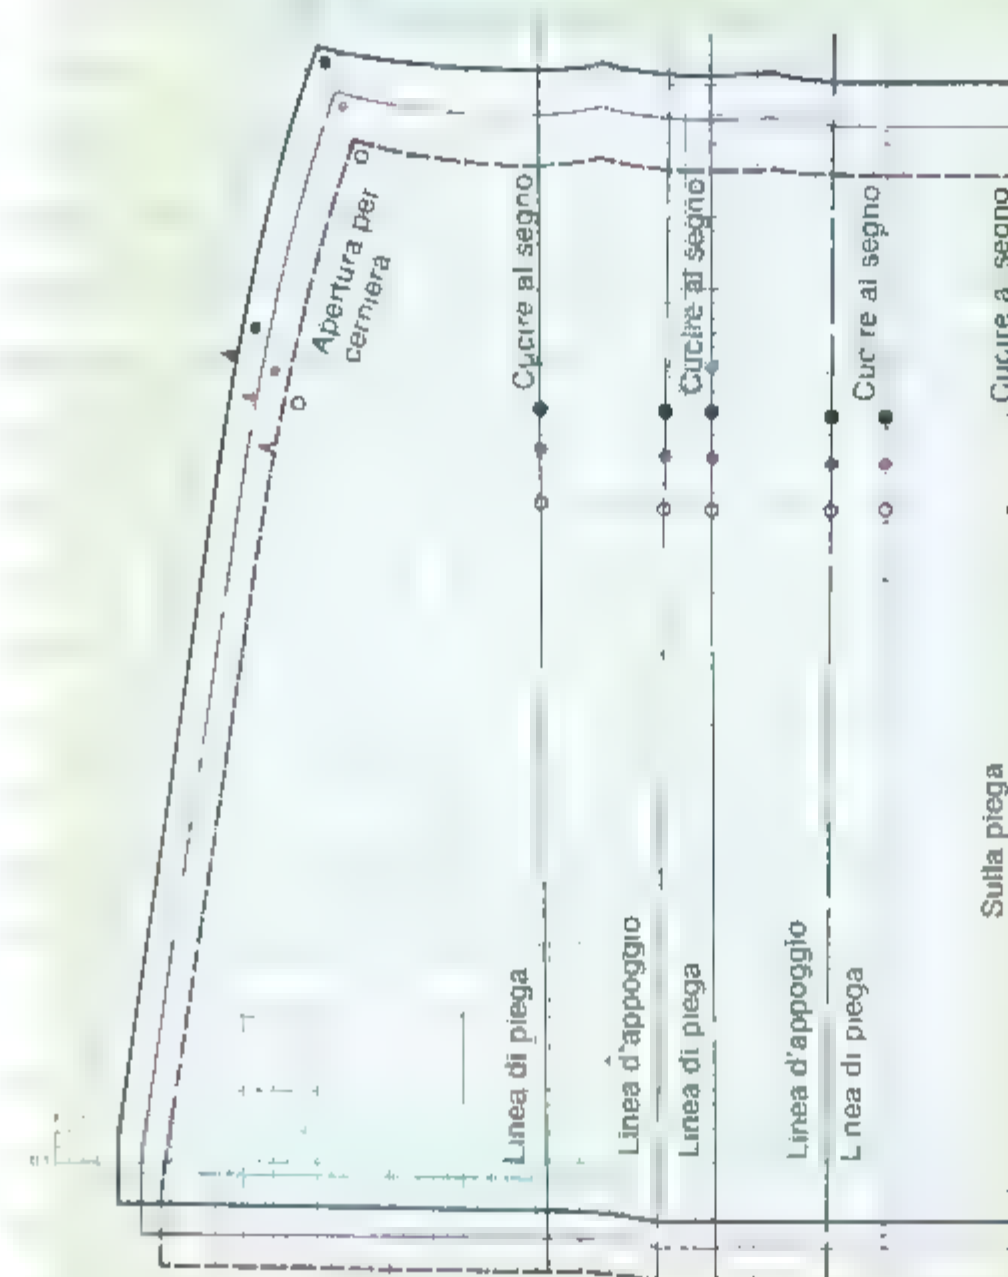 Apertura per
cerniera
Cucire al segno
Cucire al segno
Cuc re al segno
Cucire a segno
Linea di piega
Linea d'appoggio
Linea di piega
Linea d'appoggio
L nea di piega
Sulla piega